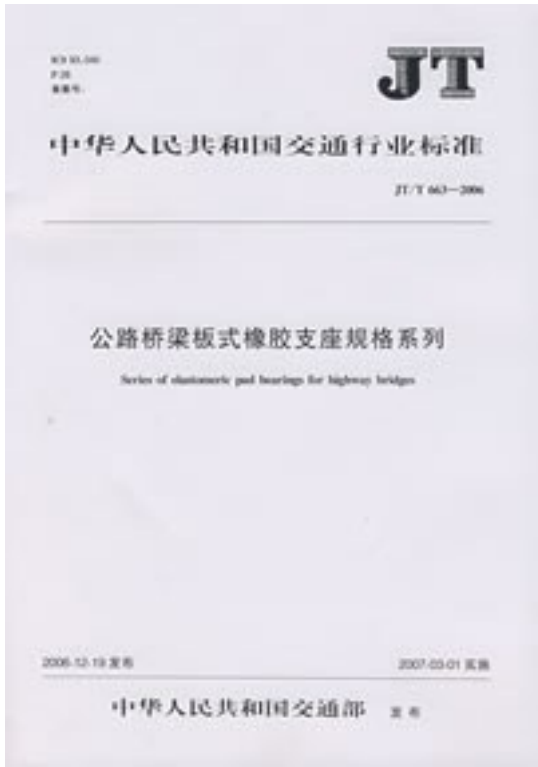 JT
备案号:
中华人民共和国交通行业标准
JT/T 663—2006
公路桥梁板式橡胶支座规格系列
Series of elastomeric pad bearings for highway bridges
2006-12-19 发布
2007-03-01 实施
中华人民共和国交通部 发布